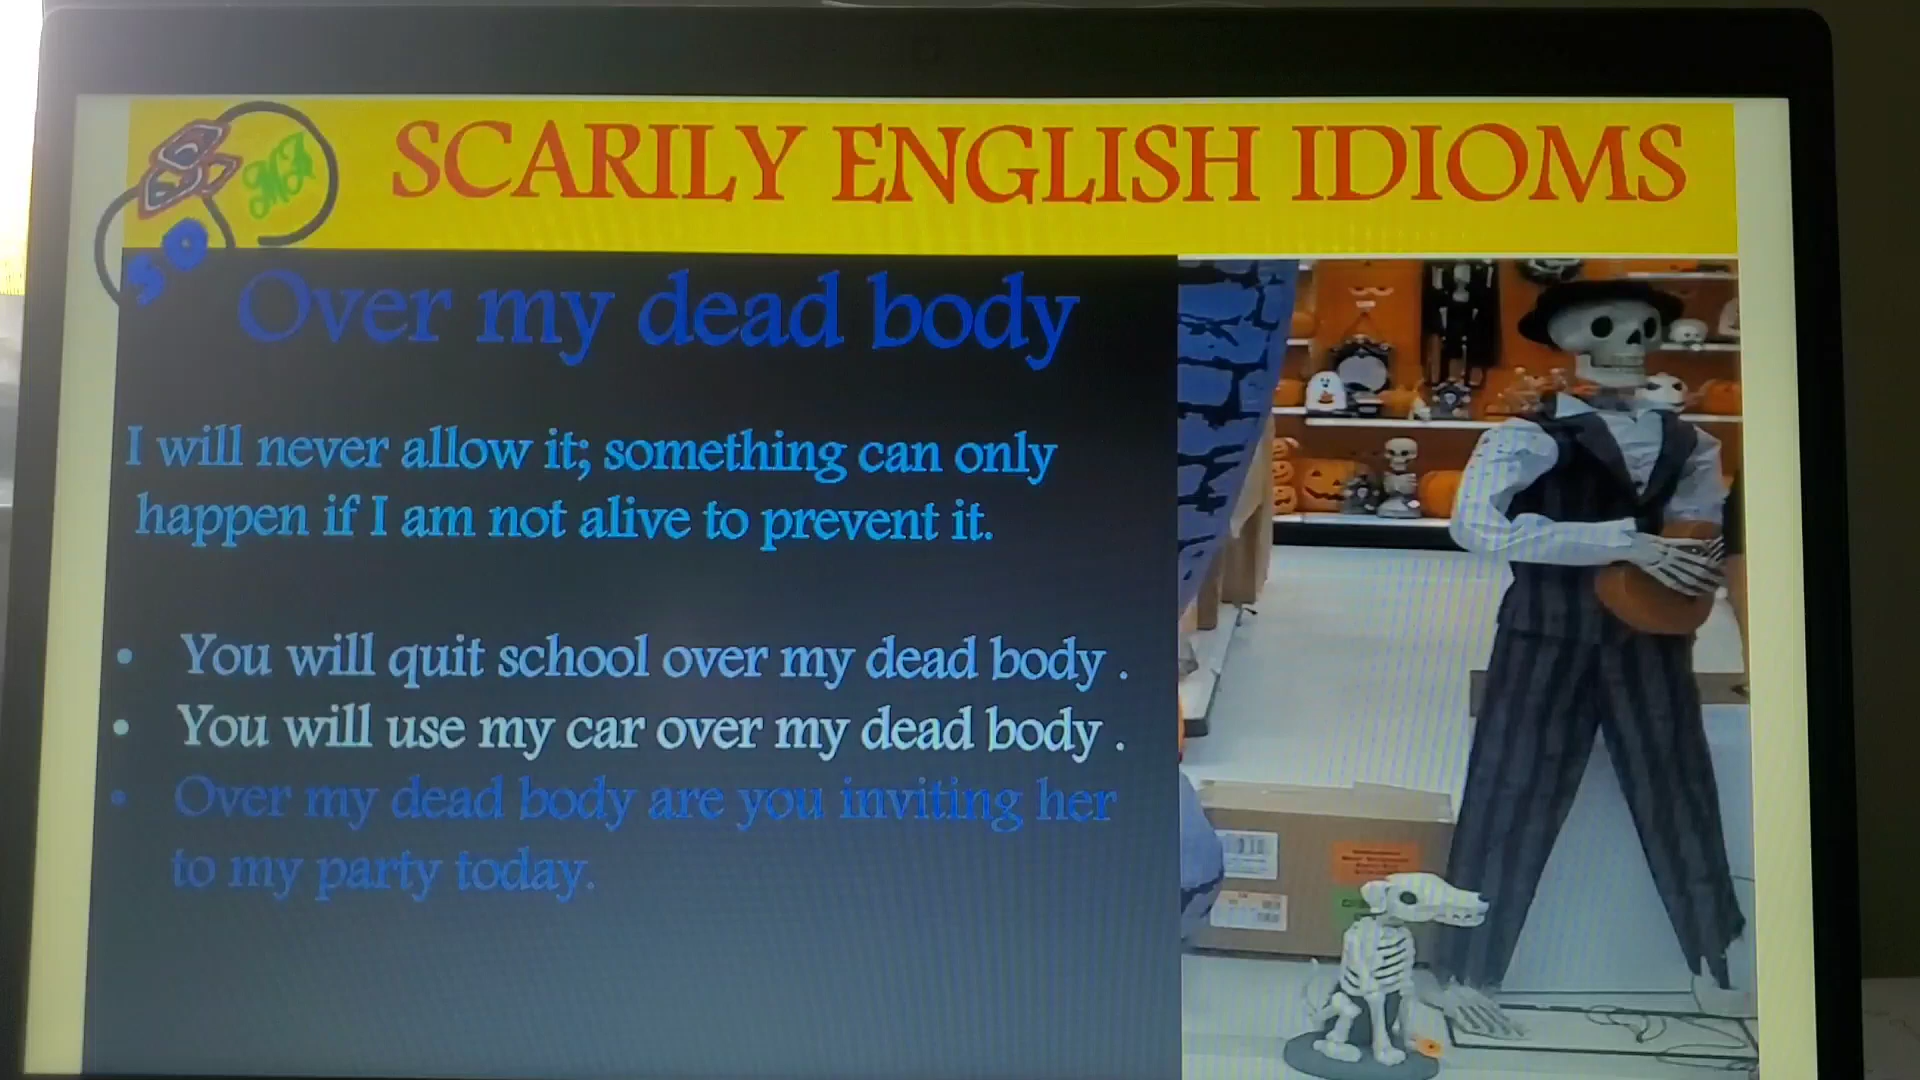 SCARILY ENGLISH IDIOMS
MJ
SO
Over my dead body
I will never allow it; something can only
happen if I am not alive to prevent it.
• You will quit school over my dead body .
• You will use my car over my dead body .
• Over my dead body are you inviting her
to my party today.